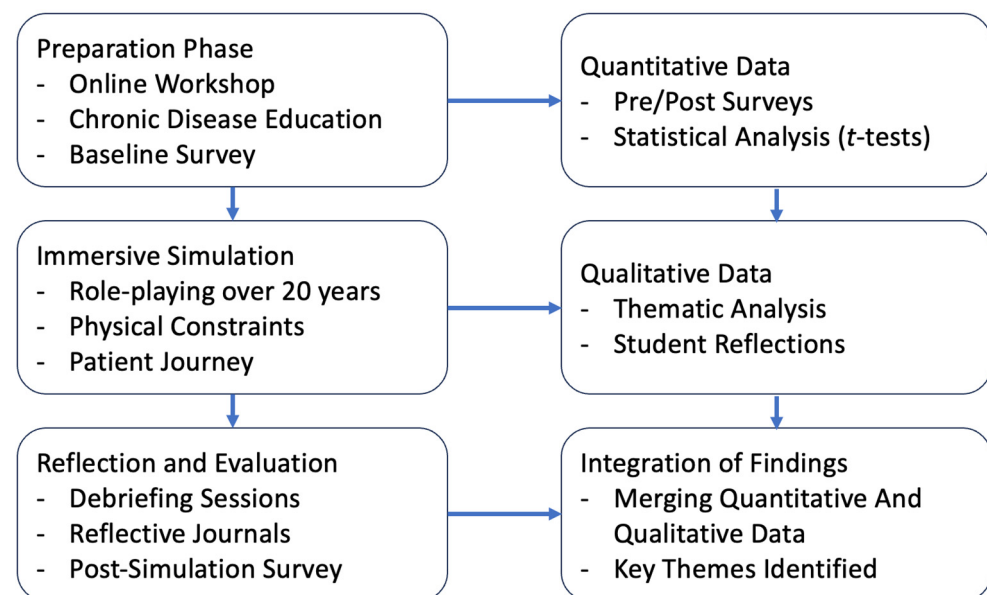 Preparation Phase
- Online Workshop
- Chronic Disease Education
- Baseline Survey
Quantitative Data
- Pre/Post Surveys
- Statistical Analysis (t-tests)
Immersive Simulation
- Role-playing over 20 years
- Physical Constraints
- Patient Journey
Qualitative Data
- Thematic Analysis
- Student Reflections
Reflection and Evaluation
- Debriefing Sessions
- Reflective Journals
- Post-Simulation Survey
Integration of Findings
- Merging Quantitative And
Qualitative Data
- Key Themes Identified